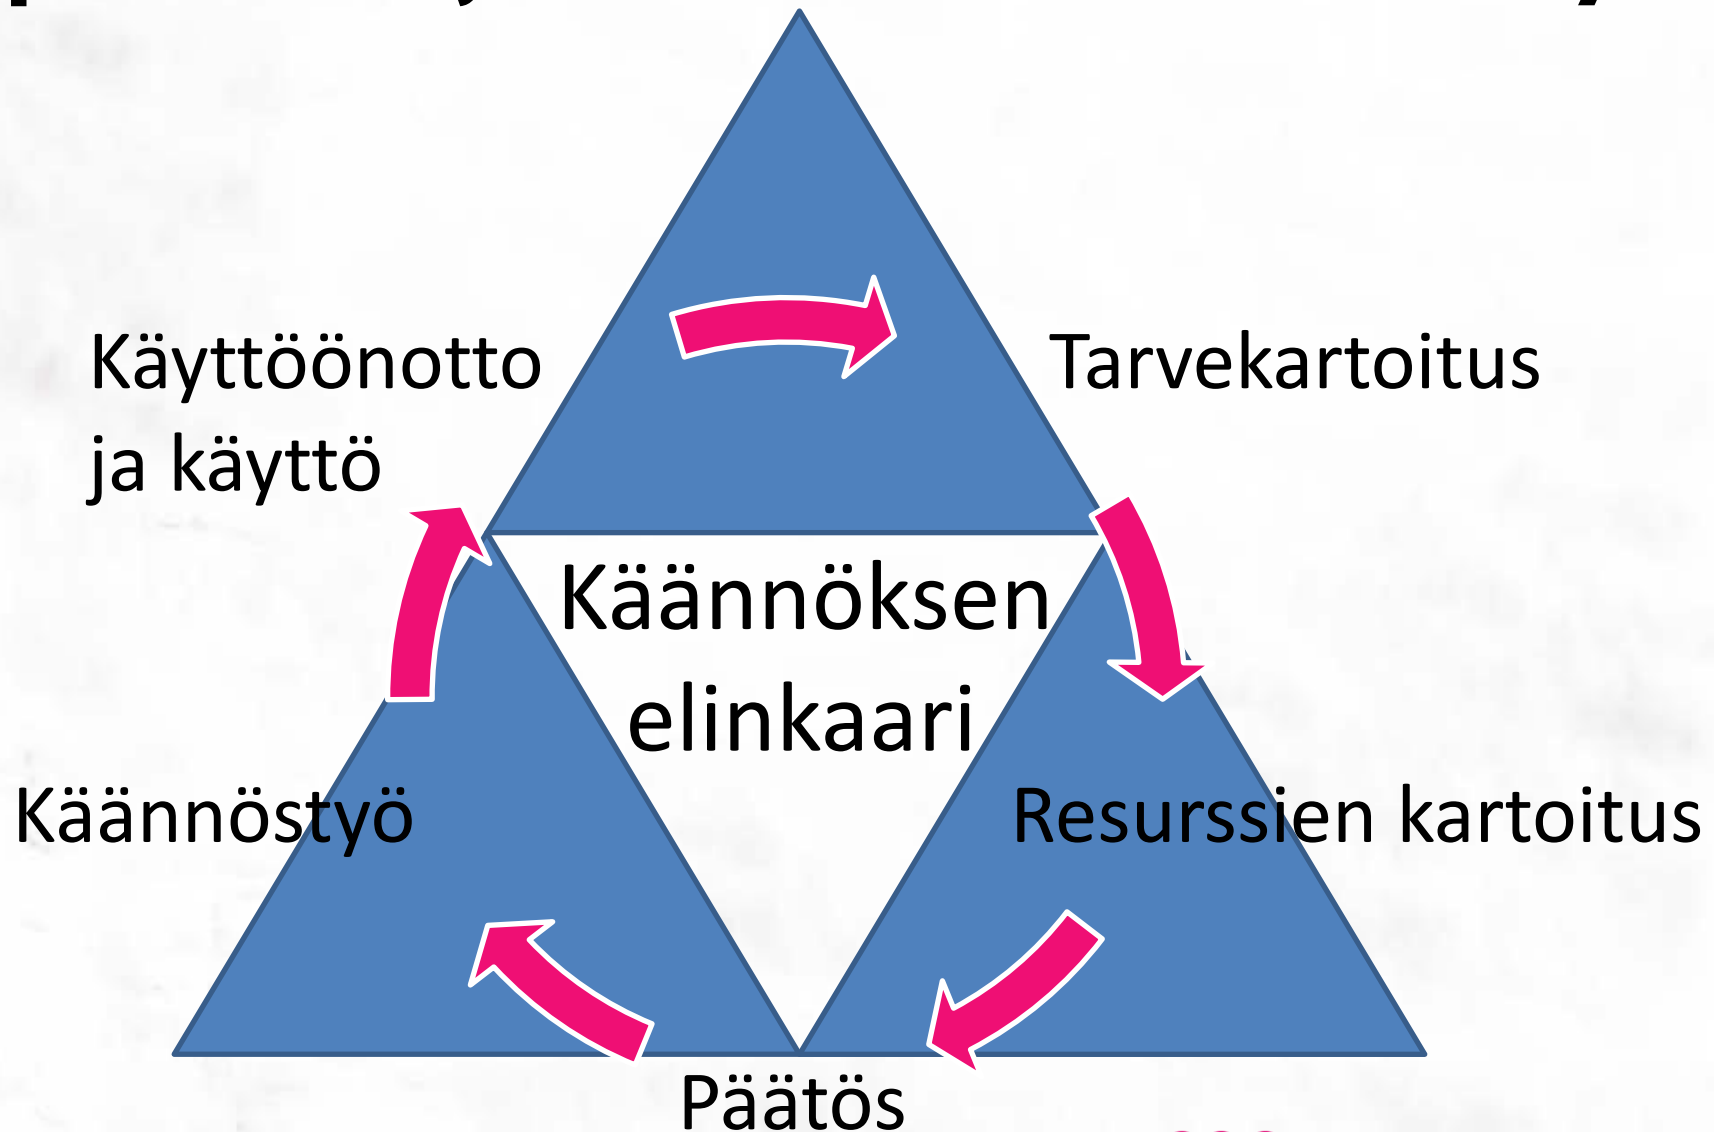 Käyttöönotto
ja käyttö
Tarvekartoitus
Käännöksen
elinkaari
Käännöstyö
Resurssien kartoitus
Päätös